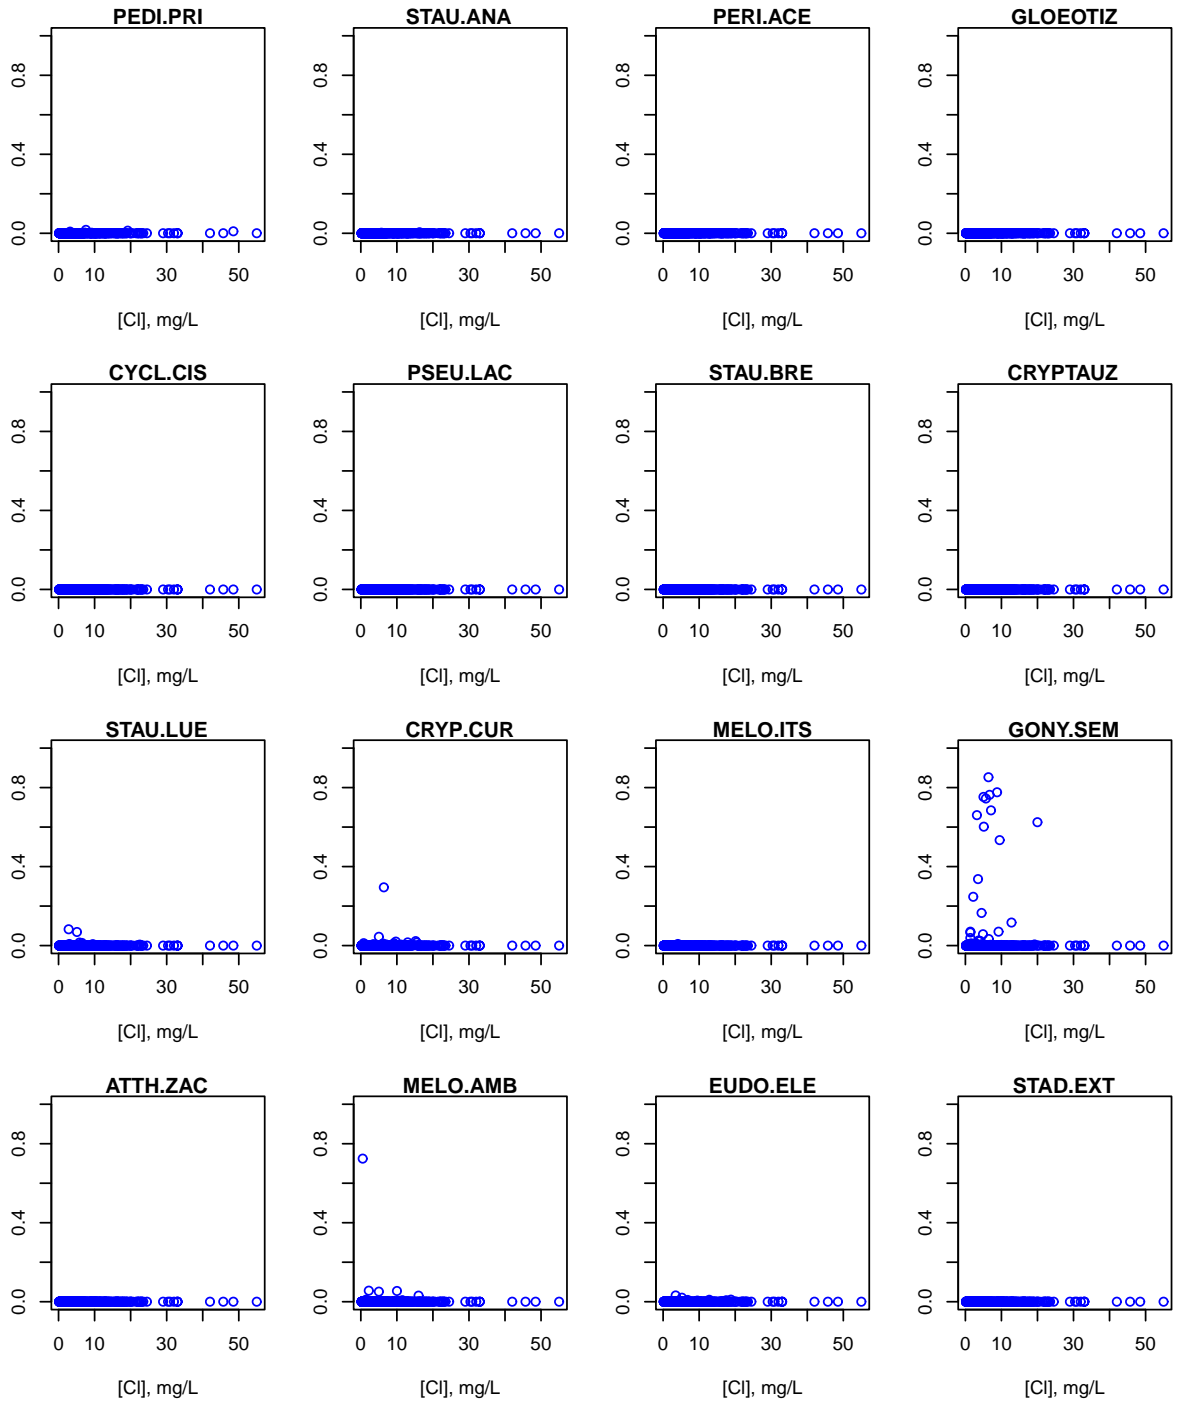 PEDI.PRI STAU.ANA PERI.ACE GLOEOTIZ
0.8 0.8 0.8 0.8
0.4 0.4 0.4 0.4
0.0 0.0 0.0 0.0
0 10 30 50 0 10 30 50 0 10 30 50 0 10 30 50
[Cl], mg/L [Cl], mg/L [Cl], mg/L [Cl], mg/L
CYCL.CIS PSEU.LAC STAU.BRE CRYPTAUZ
0.8 0.8 0.8 0.8
0.4 0.4 0.4 0.4
0.0 0.0 0.0 0.0
0 10 30 50 0 10 30 50 0 10 30 50 0 10 30 50
[Cl], mg/L [Cl], mg/L [Cl], mg/L [Cl], mg/L
STAU.LUE CRYP.CUR MELO.ITS GONY.SEM
0.8 0.8 0.8 0.8
0.4 0.4 0.4 0.4
0.0 0.0 0.0 0.0
0 10 30 50 0 10 30 50 0 10 30 50 0 10 30 50
[Cl], mg/L [Cl], mg/L [Cl], mg/L [Cl], mg/L
ATTH.ZAC MELO.AMB EUDO.ELE STAD.EXT
0.8 0.8 0.8 0.8
0.4 0.4 0.4 0.4
0.0 0.0 0.0 0.0
0 10 30 50 0 10 30 50 0 10 30 50 0 10 30 50
[Cl], mg/L [Cl], mg/L [Cl], mg/L [Cl], mg/L